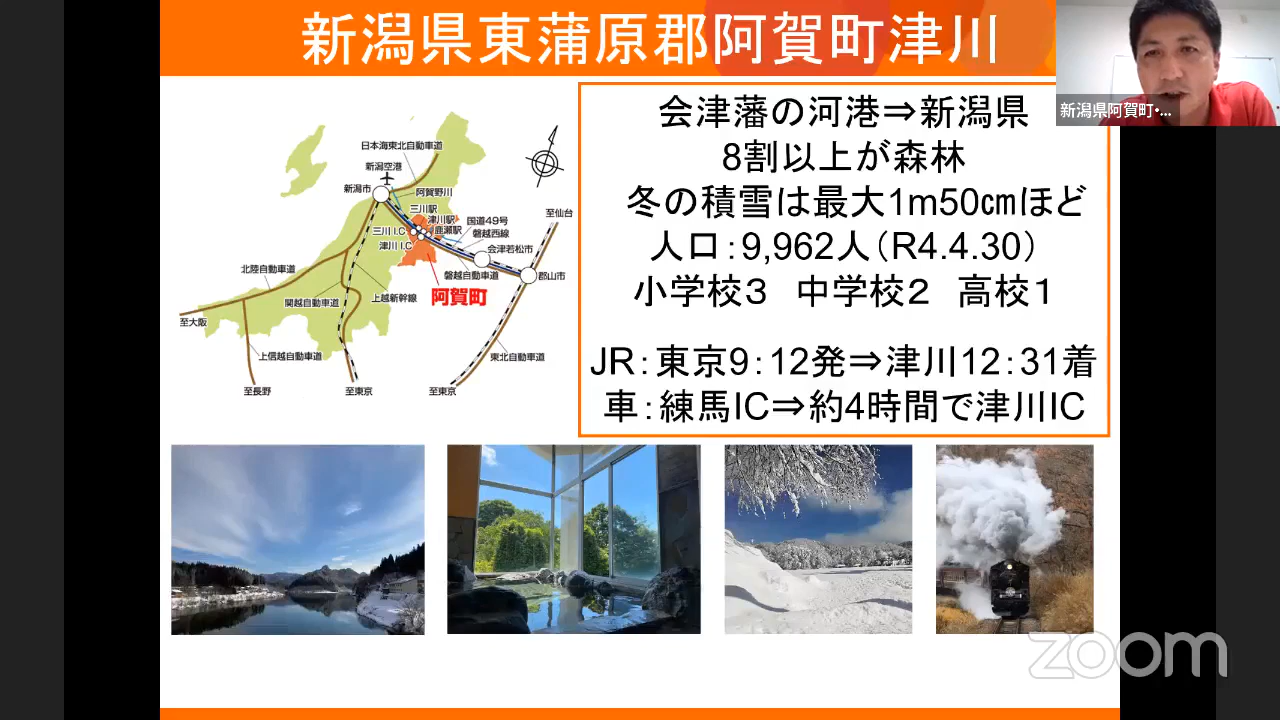 新潟県東蒲原郡阿賀町津川
新潟県阿賀町・...
会津藩の河港⇒新潟県
8割以上が森林
冬の積雪は最大1m50㎝ほど
人口：9,962人（R4.4.30）
小学校３　中学校２　高校１
JR：東京9：12発⇒津川12：31着
車：練馬IC⇒約4時間で津川IC
日本海東北自動車道
新潟空港
新潟市
阿賀野川
三川駅
津川駅
鹿瀬駅
国道49号
磐越西線
至仙台
三川I.C
津川I.C
会津若松市
磐越自動車道
郡山市
北陸自動車道
関越自動車道
上越新幹線
阿賀町
至大阪
上信越自動車道
東北自動車道
至長野
至東京
至東京
zoom